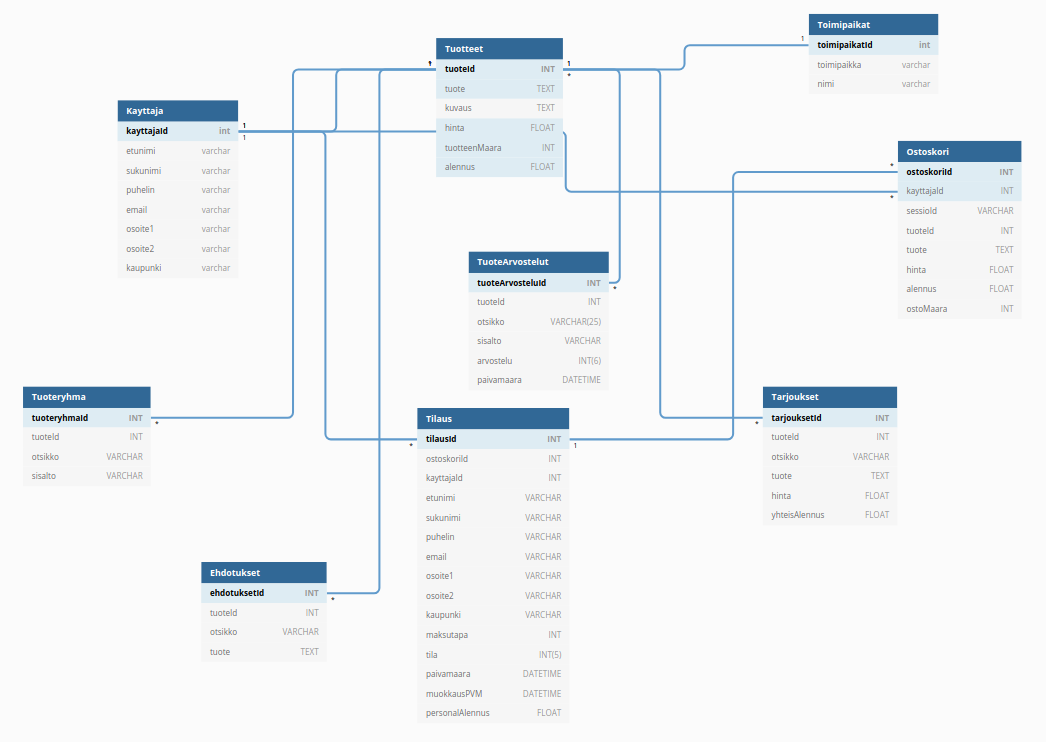 Toimipaikat
toimipaikatId int
toimipaikka varchar
nimi varchar
1
Tuotteet
tuoteId INT
tuote TEXT
kuvaus TEXT
hinta FLOAT
tuotteenMaara INT
alennus FLOAT
1
*
Kayttaja
kayttajaId int
etunimi varchar
sukunimi varchar
puhelin varchar
email varchar
osoite1 varchar
osoite2 varchar
kaupunki varchar
1
1
Ostoskori
ostoskoriId INT
kayttajaId INT
sessioId VARCHAR
tuoteId INT
tuote TEXT
hinta FLOAT
alennus FLOAT
ostoMaara INT
*
*
TuoteArvostelut
tuoteArvosteluId INT
tuoteId INT
otsikko VARCHAR(25)
sisalto VARCHAR
arvostelu INT(6)
paivamaara DATETIME
*
Tuoteryhma
tuoteryhmaId INT
tuoteId INT
otsikko VARCHAR
sisalto VARCHAR
*
Tilaus
tilausId INT
ostoskoriId INT
kayttajaId INT
etunimi VARCHAR
sukunimi VARCHAR
puhelin VARCHAR
email VARCHAR
osoite1 VARCHAR
osoite2 VARCHAR
kaupunki VARCHAR
maksutapa INT
tila INT(5)
paivamaara DATETIME
muokkausPVM DATETIME
personalAlennus FLOAT
*
1
Tarjoukset
tarjouksetId INT
tuoteId INT
otsikko VARCHAR
tuote TEXT
hinta FLOAT
yhteisAlennus FLOAT
*
Ehdotukset
ehdotuksetId INT
tuoteId INT
otsikko VARCHAR
tuote TEXT
*